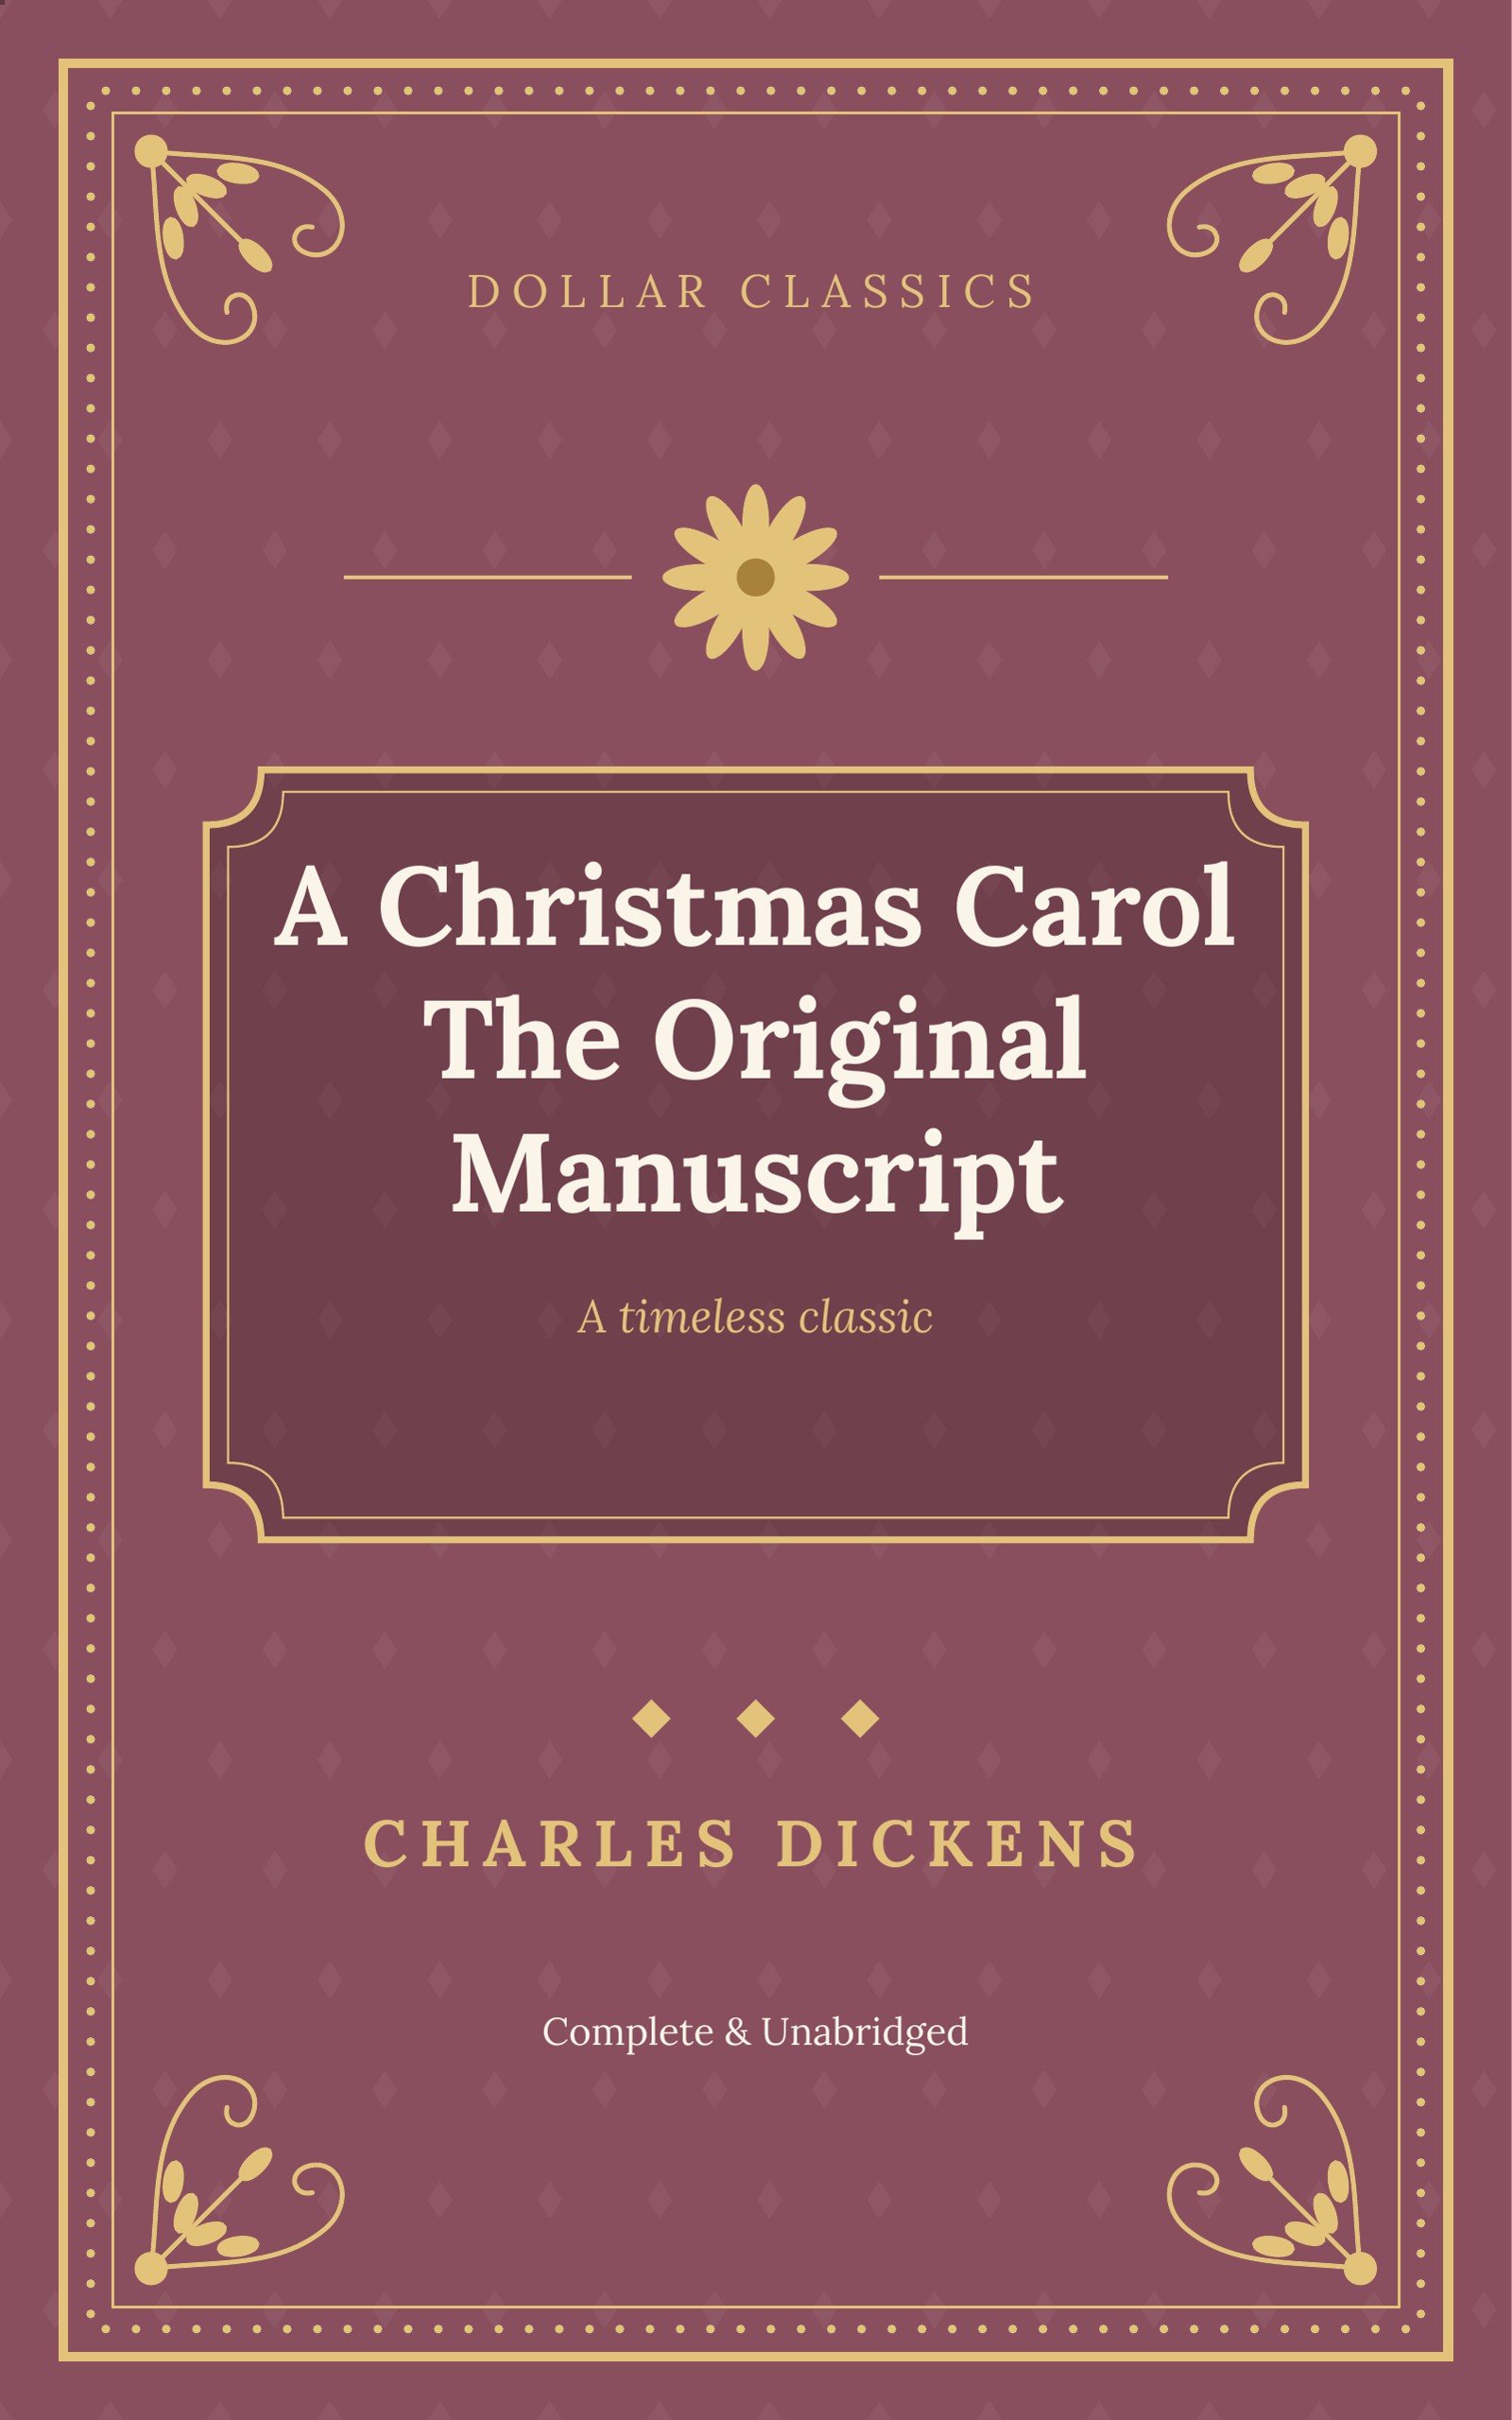 DOLLAR CLASSICS
A Christmas Carol
The Original
Manuscript
A timeless classic
CHARLES DICKENS
Complete & Unabridged